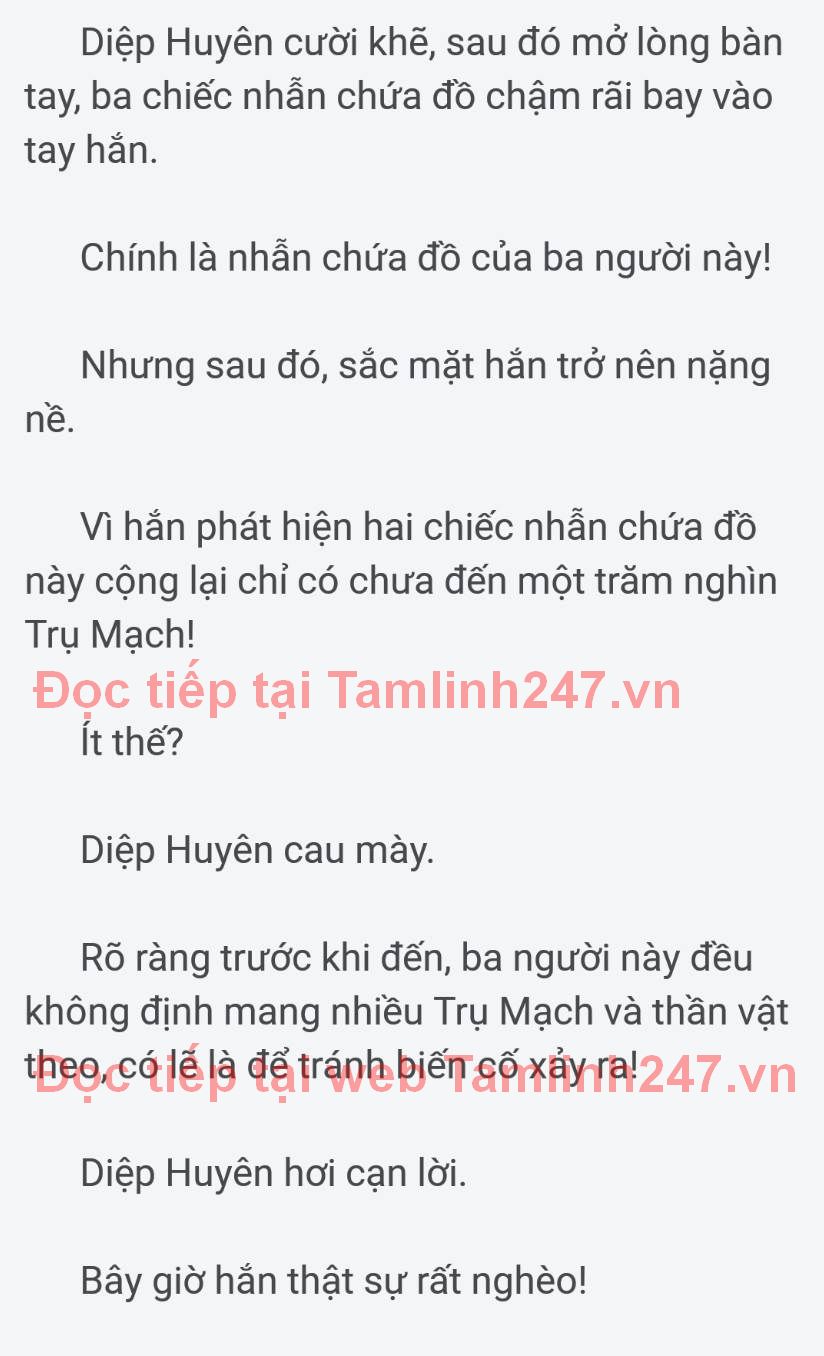 Diệp Huyên cười khẽ, sau đó mở lòng bàn
tay, ba chiếc nhẫn chứa đồ chậm rãi bay vào
tay hắn.
Chính là nhẫn chứa đồ của ba người này!
Nhưng sau đó, sắc mặt hắn trở nên nặng
nề.
Vì hắn phát hiện hai chiếc nhẫn chứa đồ
này cộng lại chỉ có chưa đến một trăm nghìn
Trụ Mạch!
Đọc tiếp tại Tamlinh247.vn
Ít thế?
Diệp Huyên cau mày.
Rõ ràng trước khi đến, ba người này đều
không định mang nhiều Trụ Mạch và thần vật
theo, có lẽ là để tránh biến cố xảy ra!
Đọc tiếp tại web Tamlinh247.vn
Diệp Huyên hơi cạn lời.
Bây giờ hắn thật sự rất nghèo!